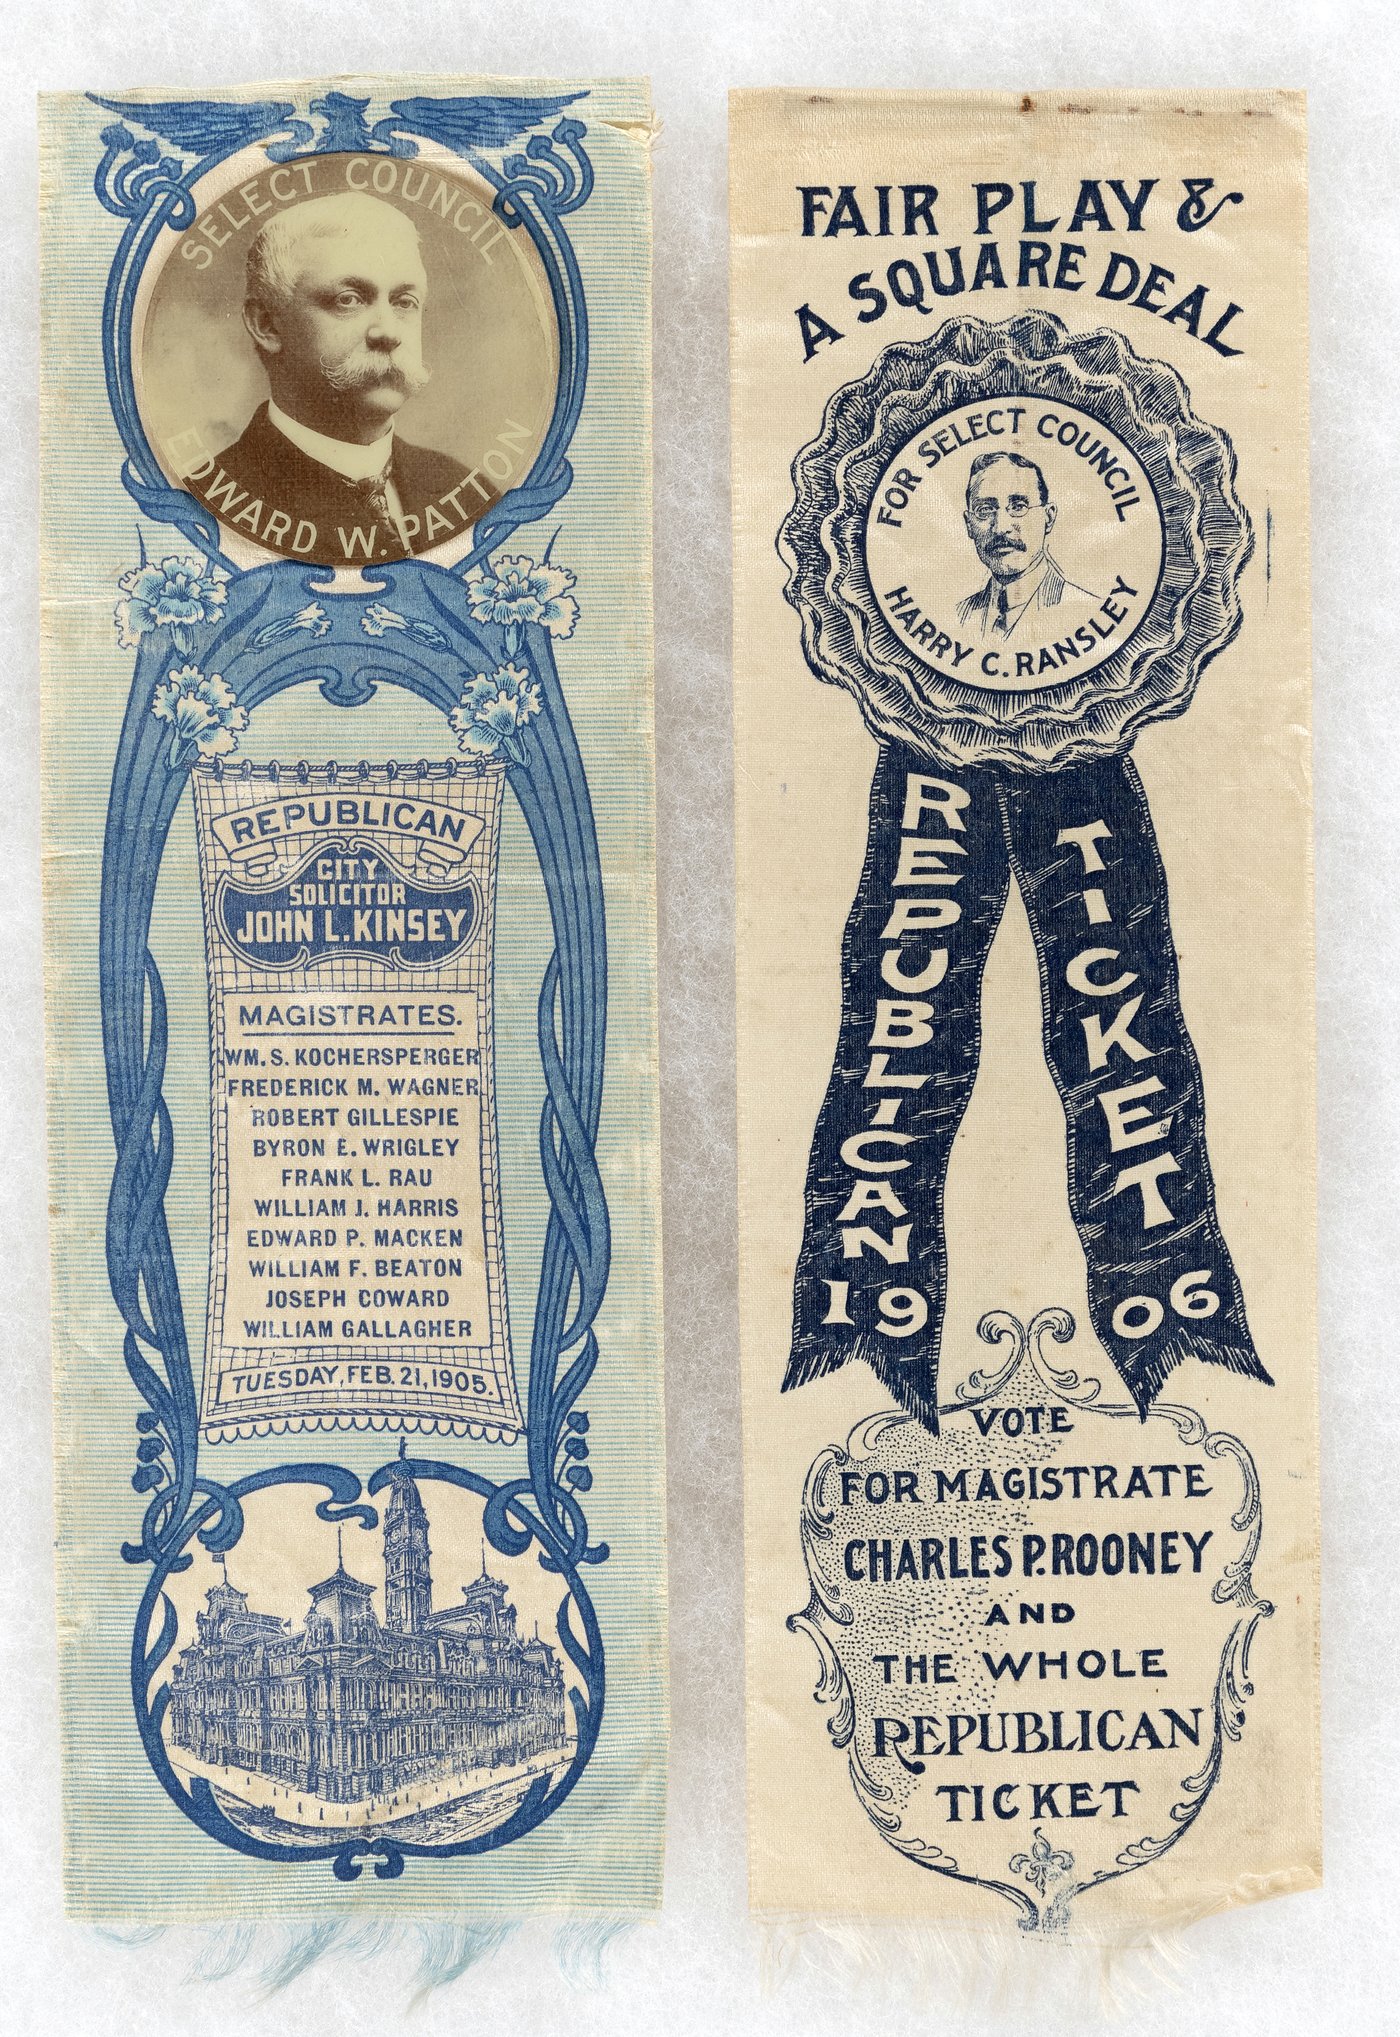 SELECT COUNCIL
EDWARD W. PATTON
REPUBLICAN
CITY
SOLICITOR
JOHN L. KINSEY
MAGISTRATES.
WM. S. KOCHERSPERGER
FREDERICK M. WAGNER
ROBERT GILLESPIE
BYRON E. WRIGLEY
FRANK L. RAU
WILLIAM J. HARRIS
EDWARD P. MACKEN
WILLIAM F. BEATON
JOSEPH COWARD
WILLIAM GALLAGHER
TUESDAY, FEB. 21, 1905.
FAIR PLAY &
A SQUARE DEAL
FOR SELECT COUNCIL
HARRY C. RANSLEY
REPUBLICAN
TICKET
19 06
VOTE
FOR MAGISTRATE
CHARLES P. ROONEY
AND
THE WHOLE
REPUBLICAN
TICKET